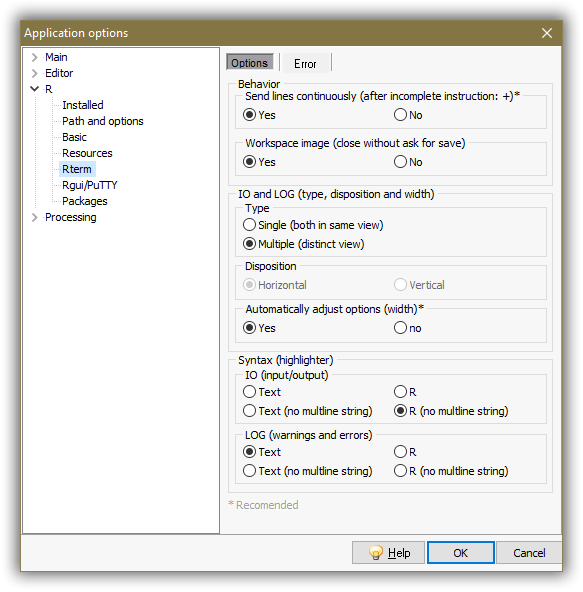 Application options
Main
Editor
R
Installed
Path and options
Basic
Resources
Rterm
Rgui/PuTTY
Packages
Processing
Options Error
Behavior
Send lines continuously (after incomplete instruction: +)*
Yes No
Workspace image (close without ask for save)
Yes No
IO and LOG (type, disposition and width)
Type
Single (both in same view)
Multiple (distinct view)
Disposition
Horizontal Vertical
Automatically adjust options (width)*
Yes no
Syntax (highlighter)
IO (input/output)
Text R
Text (no multline string) R (no multline string)
LOG (warnings and errors)
Text R
Text (no multline string) R (no multline string)
* Recomended
Help OK Cancel